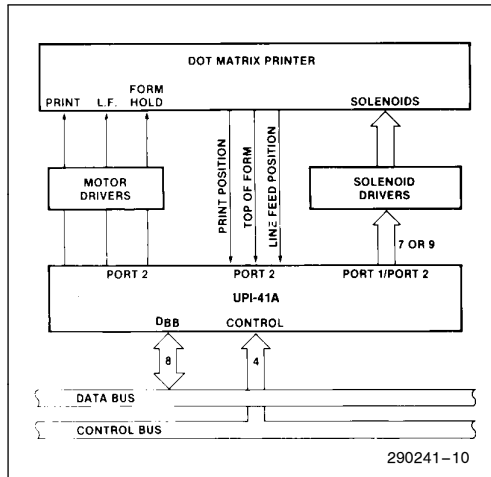 DOT MATRIX PRINTER
PRINT L.F. FORM HOLD SOLENOIDS
MOTOR DRIVERS
PRINT POSITION
TOP OF FORM
LINE FEED POSITION
SOLENOID DRIVERS
7 OR 9
PORT 2 PORT 2 PORT 1/PORT 2
UPI-41A
DBB CONTROL
8 4
DATA BUS
CONTROL BUS
290241-10